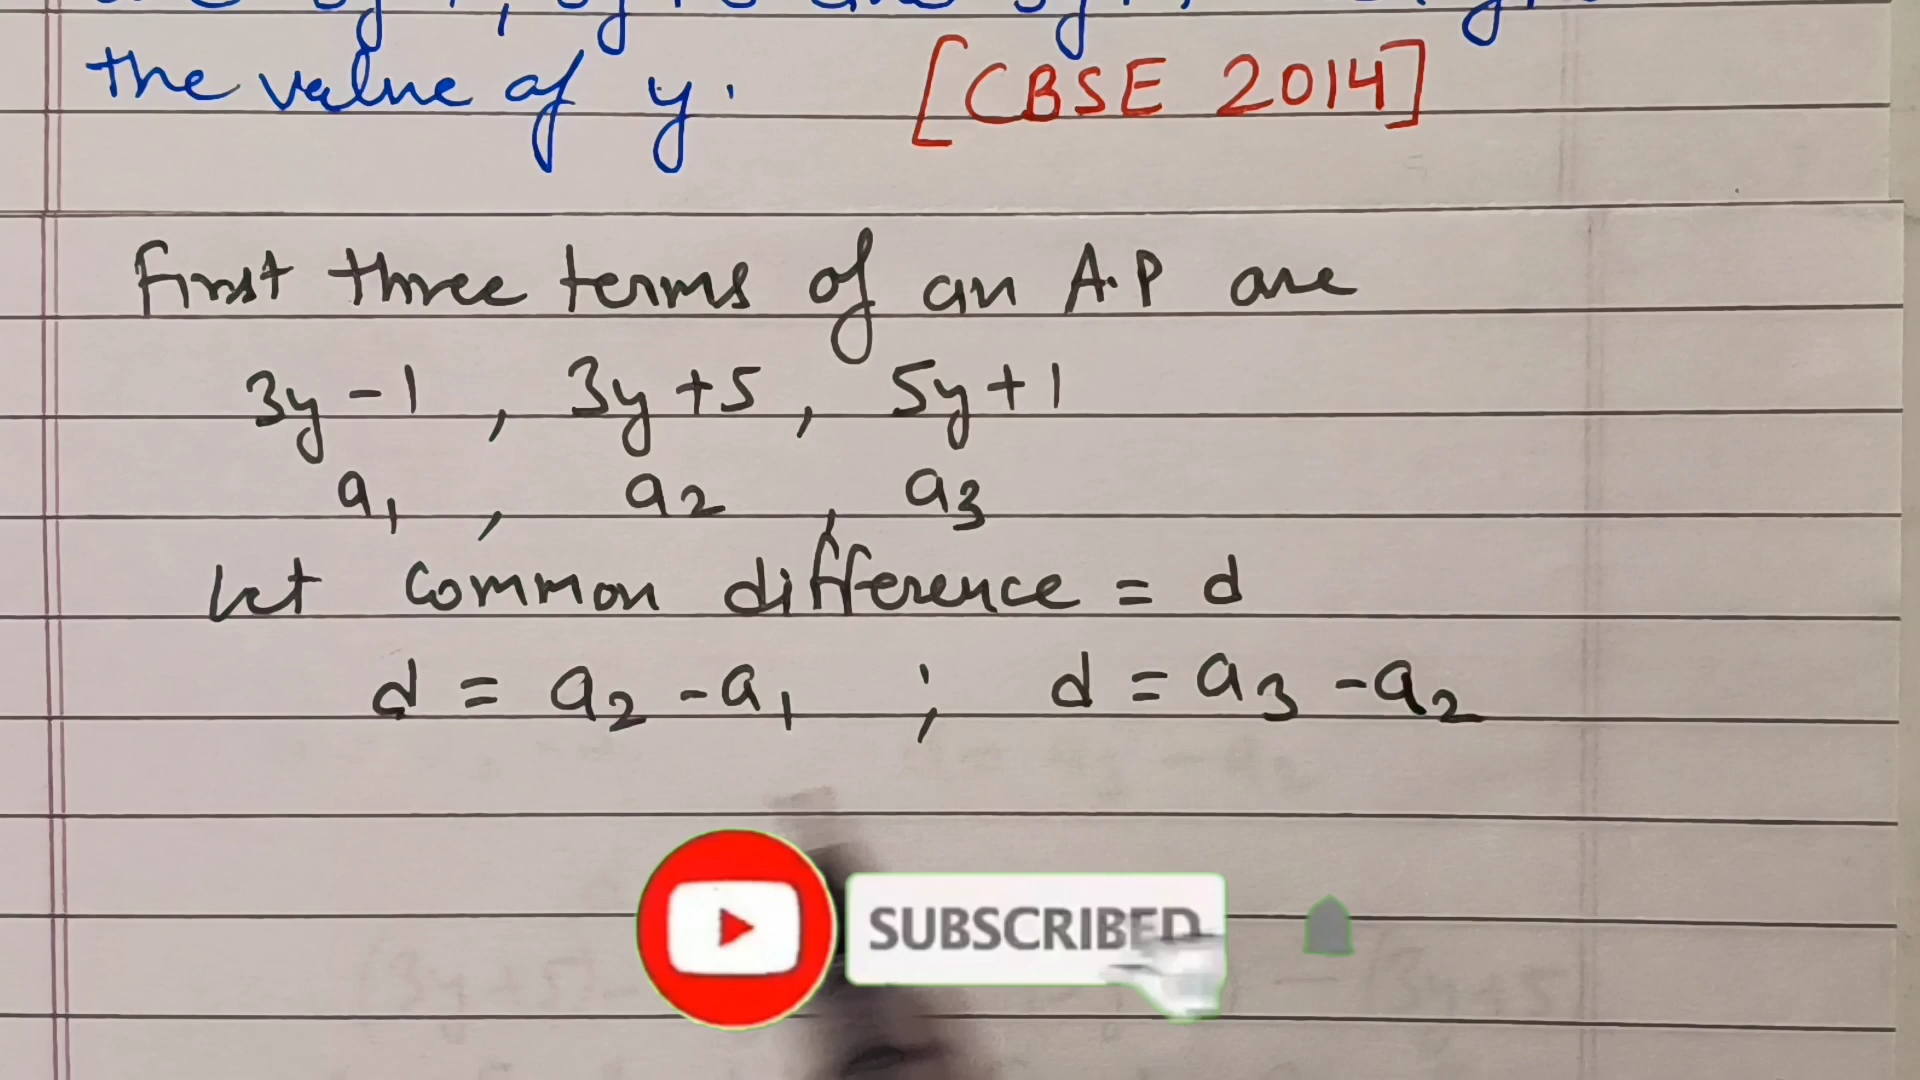 the value of y. [CBSE 2014]
First three terms of an A.P are
3y-1, 3y+5, 5y+1
a₁, a₂, a₃
let common difference = d
d = a₂-a₁ ; d = a₃-a₂
SUBSCRIBED